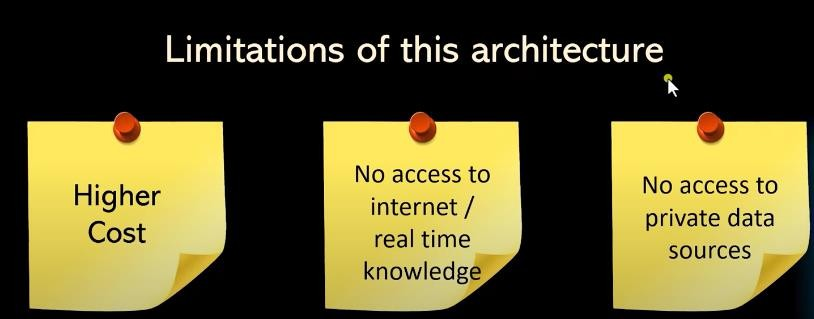 Limitations of this architecture
Higher
Cost
No access to
internet /
real time
knowledge
No access to
private data
sources